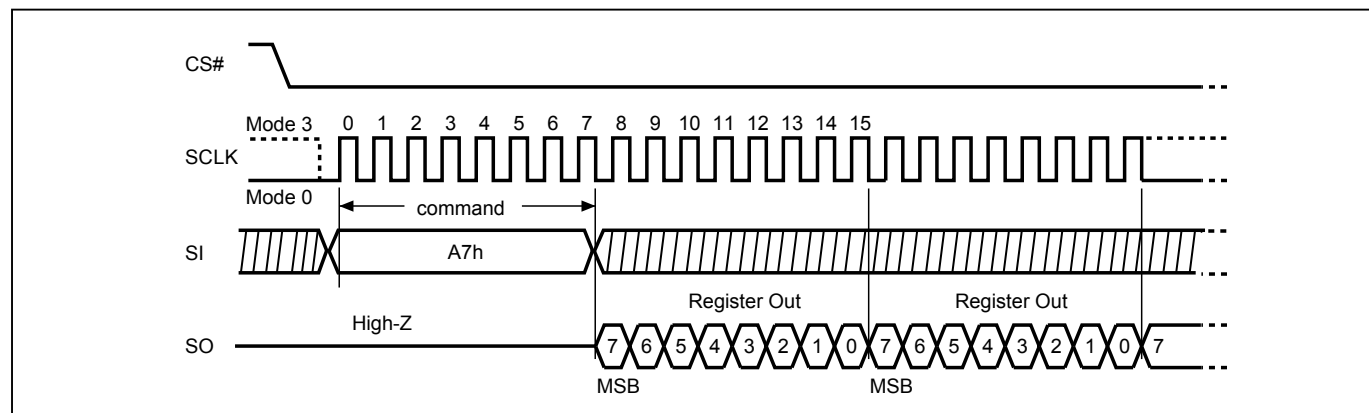 CS#
Mode 3 0 1 2 3 4 5 6 7 8 9 10 11 12 13 14 15
SCLK
Mode 0
command
SI A7h
Register Out Register Out
High-Z
SO 7 6 5 4 3 2 1 0 7 6 5 4 3 2 1 0 7
MSB MSB